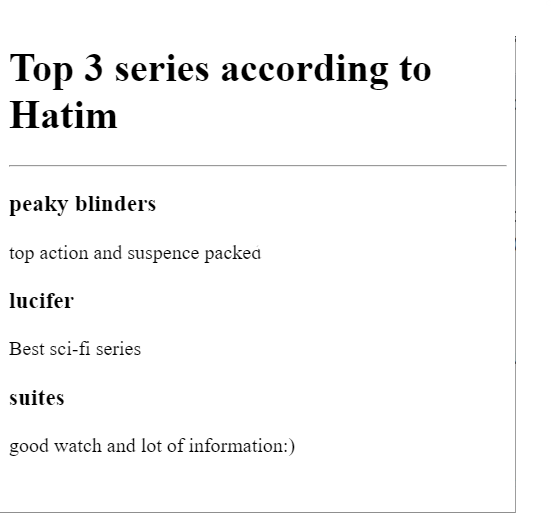 Top 3 series according to
Hatim
peaky blinders
top action and suspence packed
lucifer
Best sci-fi series
suites
good watch and lot of information:)